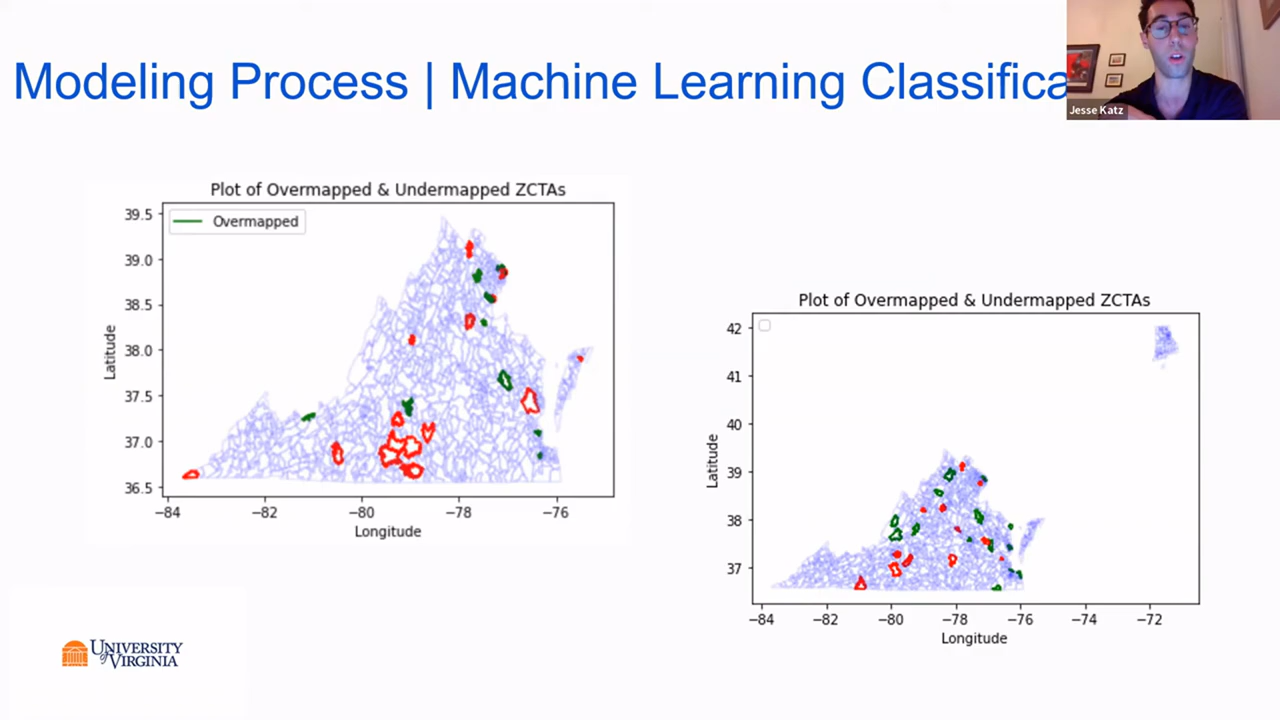 Modeling Process | Machine Learning Classifica
Jesse Katz
Plot of Overmapped & Undermapped ZCTAs
Overmapped
39.5
39.0
38.5
38.0
37.5
37.0
36.5
Latitude
−84 −82 −80 −78 −76
Longitude
Plot of Overmapped & Undermapped ZCTAs
42
41
40
39
38
37
Latitude
−84 −82 −80 −78 −76 −74 −72
Longitude
UNIVERSITY
of VIRGINIA